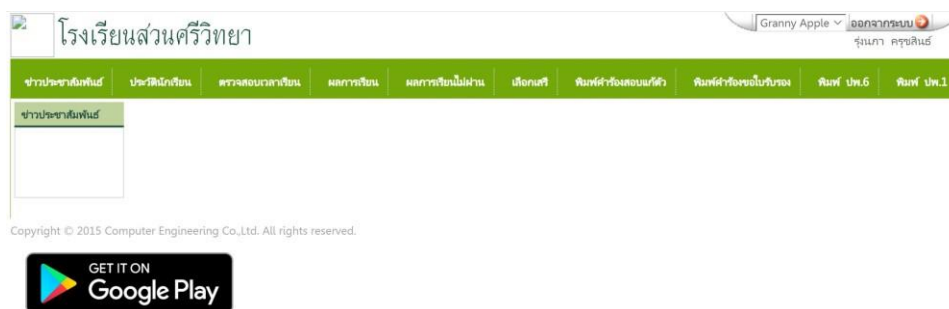 โรงเรียนส่วนศรีวิทยา
Granny Apple ออกจากระบบ
รุ่งนภา ครุฑสินธ์
ข่าวประชาสัมพันธ์ ประวัตินักเรียน ตรวจสอบเวลาเรียน ผลการเรียน ผลการเรียนไม่ผ่าน เลือกเสรี พิมพ์คำร้องสอบแก้ตัว พิมพ์คำร้องขอใบรับรอง พิมพ์ ปพ.6 พิมพ์ ปพ.1
ข่าวประชาสัมพันธ์
Copyright © 2015 Computer Engineering Co.,Ltd. All rights reserved.
GET IT ON
Google Play